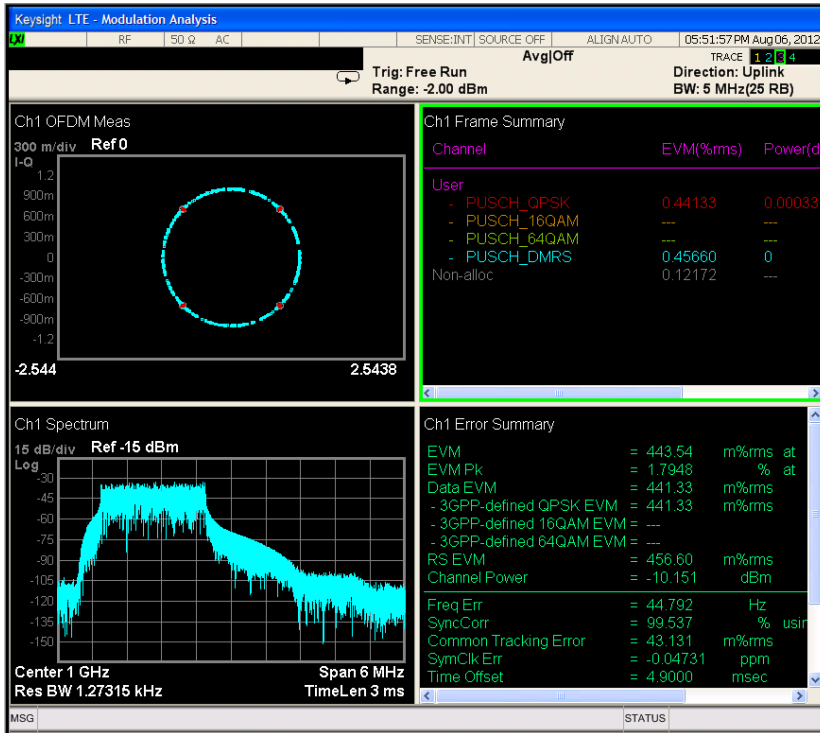 Keysight LTE - Modulation Analysis
LXI RF 50 Ω AC SENSE:INT SOURCE OFF ALIGN AUTO 05:51:57 PM Aug 06, 2012
Avg|Off TRACE 1 2 3 4
Trig: Free Run Direction: Uplink
Range: -2.00 dBm BW: 5 MHz(25 RB)
Ch1 OFDM Meas
300 m/div Ref 0
I-Q
1.2
900m
600m
300m
0
-300m
-600m
-900m
-1.2
-2.544 2.5438
Ch1 Frame Summary
Channel EVM(%rms) Power(d
User
- PUSCH_QPSK 0.44133 0.00033
- PUSCH_16QAM --- ---
- PUSCH_64QAM --- ---
- PUSCH_DMRS 0.45660 0
Non-alloc 0.12172 ---
Ch1 Spectrum
15 dB/div Ref -15 dBm
Log
-30
-45
-60
-75
-90
-105
-120
-135
-150
Center 1 GHz Span 6 MHz
Res BW 1.27315 kHz TimeLen 3 ms
Ch1 Error Summary
EVM = 443.54 m%rms at
EVM Pk = 1.7948 % at
Data EVM = 441.33 m%rms
- 3GPP-defined QPSK EVM = 441.33 m%rms
- 3GPP-defined 16QAM EVM = ---
- 3GPP-defined 64QAM EVM = ---
RS EVM = 456.60 m%rms
Channel Power = -10.151 dBm
Freq Err = 44.792 Hz
SyncCorr = 99.537 % usin
Common Tracking Error = 43.131 m%rms
SymClk Err = -0.04731 ppm
Time Offset = 4.9000 msec
MSG STATUS